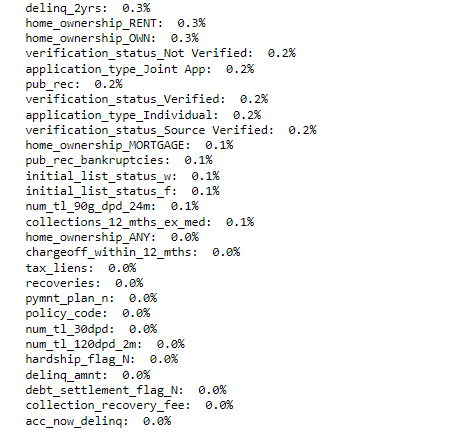 delinq_2yrs:  0.3%
home_ownership_RENT:  0.3%
home_ownership_OWN:  0.3%
verification_status_Not Verified:  0.2%
application_type_Joint App:  0.2%
pub_rec:  0.2%
verification_status_Verified:  0.2%
application_type_Individual:  0.2%
verification_status_Source Verified:  0.2%
home_ownership_MORTGAGE:  0.1%
pub_rec_bankruptcies:  0.1%
initial_list_status_w:  0.1%
initial_list_status_f:  0.1%
num_tl_90g_dpd_24m:  0.1%
collections_12_mths_ex_med:  0.1%
home_ownership_ANY:  0.0%
chargeoff_within_12_mths:  0.0%
tax_liens:  0.0%
recoveries:  0.0%
pymnt_plan_n:  0.0%
policy_code:  0.0%
num_tl_30dpd:  0.0%
num_tl_120dpd_2m:  0.0%
hardship_flag_N:  0.0%
delinq_amnt:  0.0%
debt_settlement_flag_N:  0.0%
collection_recovery_fee:  0.0%
acc_now_delinq:  0.0%